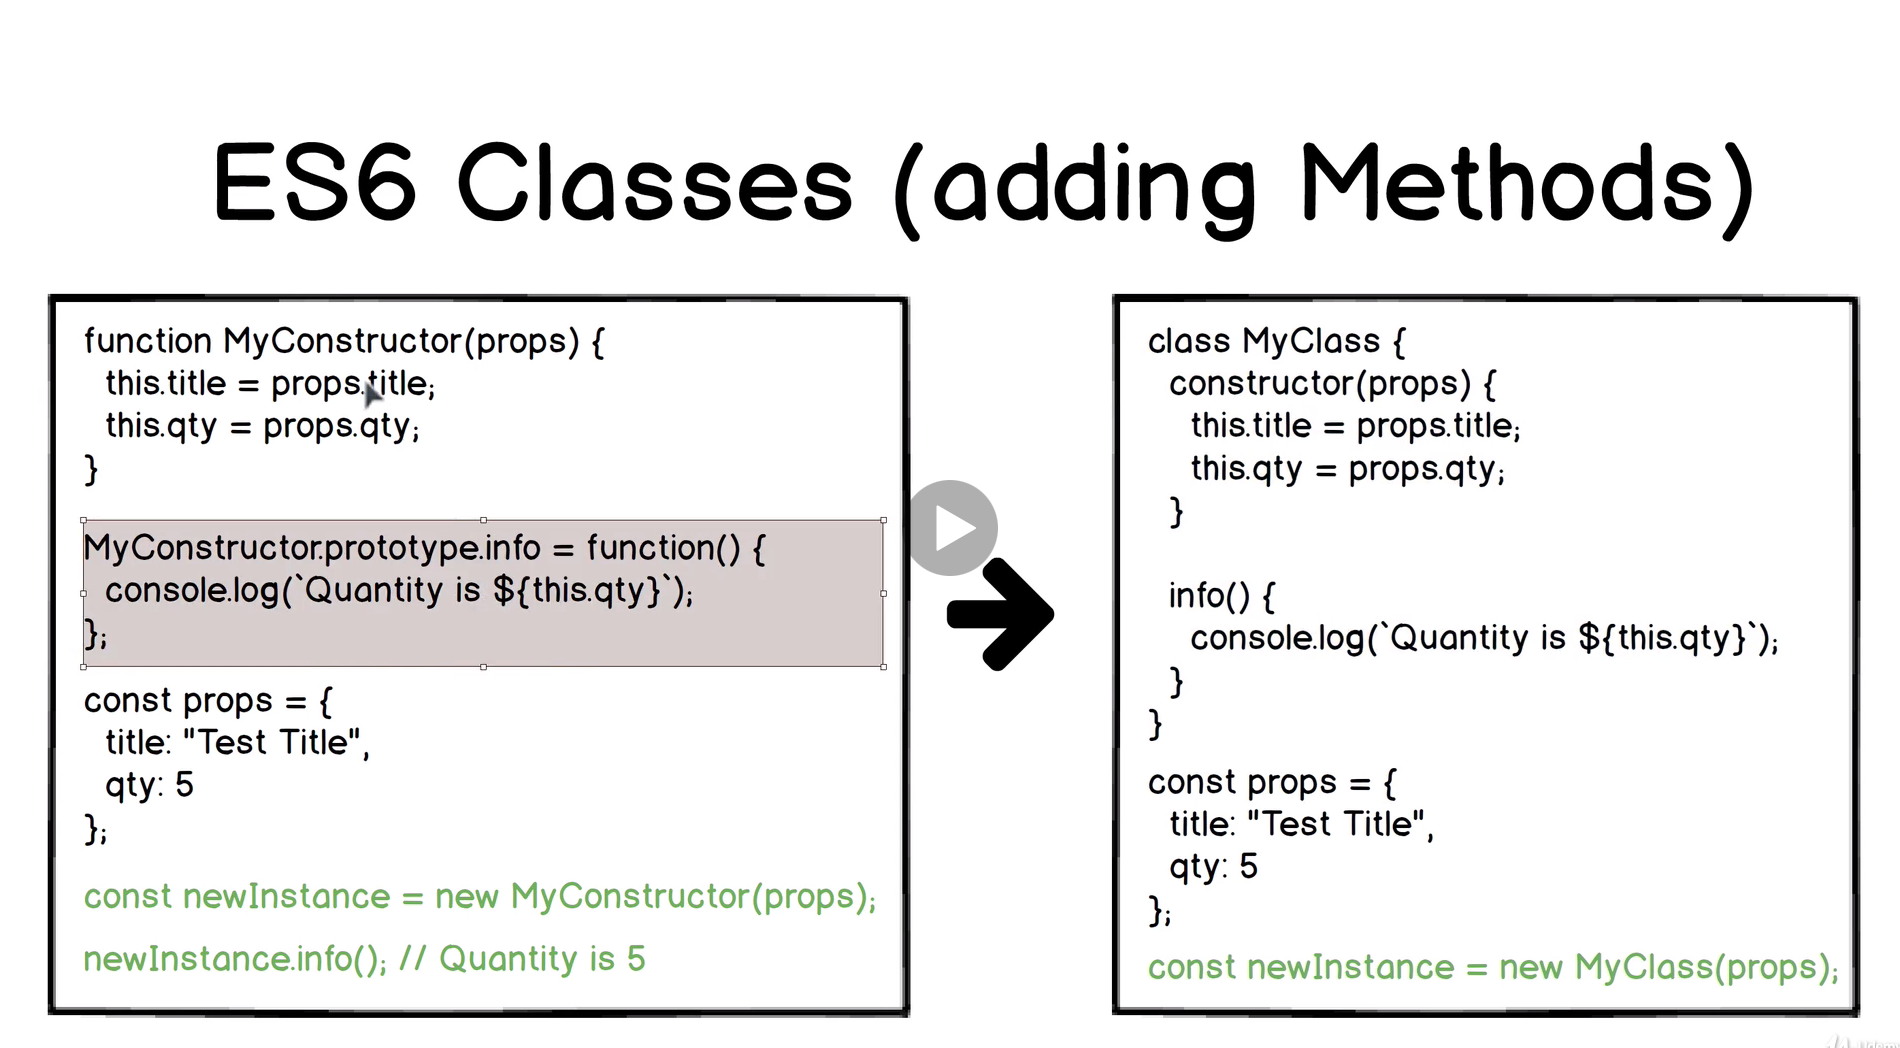 ES6 Classes (adding Methods)
function MyConstructor(props) {
  this.title = props.title;
  this.qty = props.qty;
}
MyConstructor.prototype.info = function() {
  console.log(`Quantity is ${this.qty}`);
};
const props = {
  title: "Test Title",
  qty: 5
};
const newInstance = new MyConstructor(props);
newInstance.info(); // Quantity is 5
class MyClass {
  constructor(props) {
    this.title = props.title;
    this.qty = props.qty;
  }
  info() {
    console.log(`Quantity is ${this.qty}`);
  }
}
const props = {
  title: "Test Title",
  qty: 5
};
const newInstance = new MyClass(props);